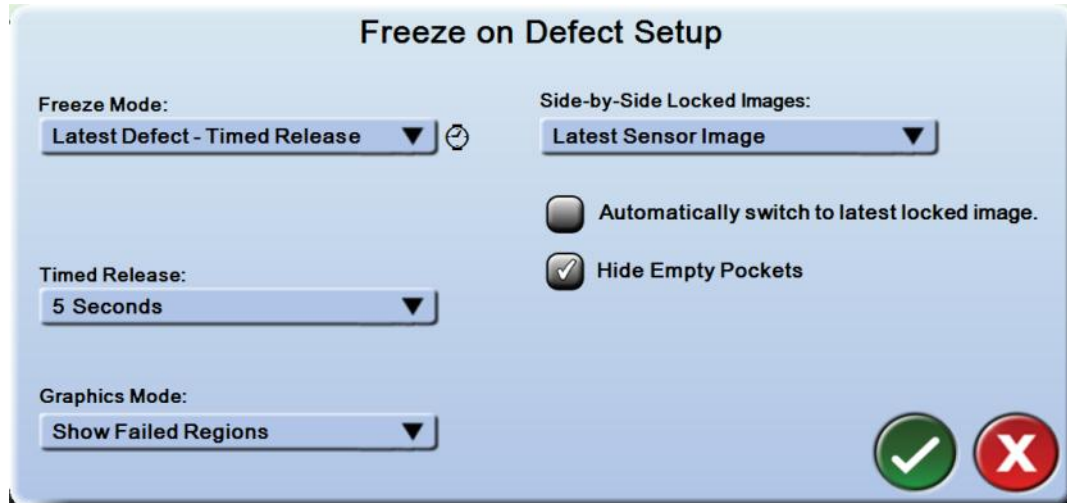 Freeze on Defect Setup
Freeze Mode:
Latest Defect - Timed Release
Side-by-Side Locked Images:
Latest Sensor Image
Automatically switch to latest locked image.
Hide Empty Pockets
Timed Release:
5 Seconds
Graphics Mode:
Show Failed Regions